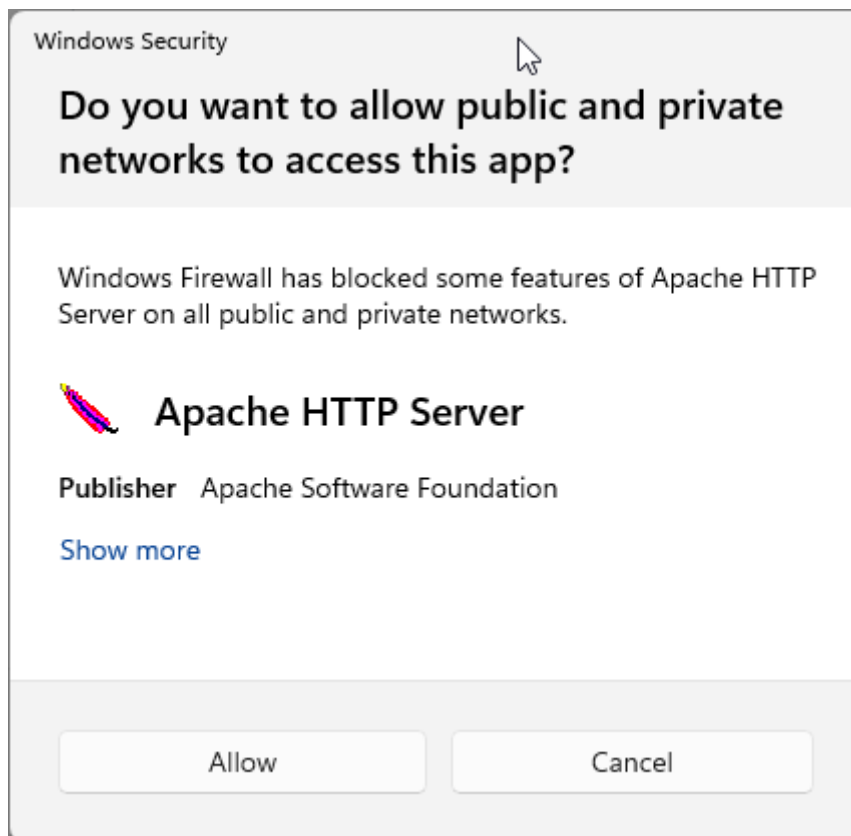 Windows Security
Do you want to allow public and private
networks to access this app?
Windows Firewall has blocked some features of Apache HTTP
Server on all public and private networks.
Apache HTTP Server
Publisher Apache Software Foundation
Show more
Allow Cancel